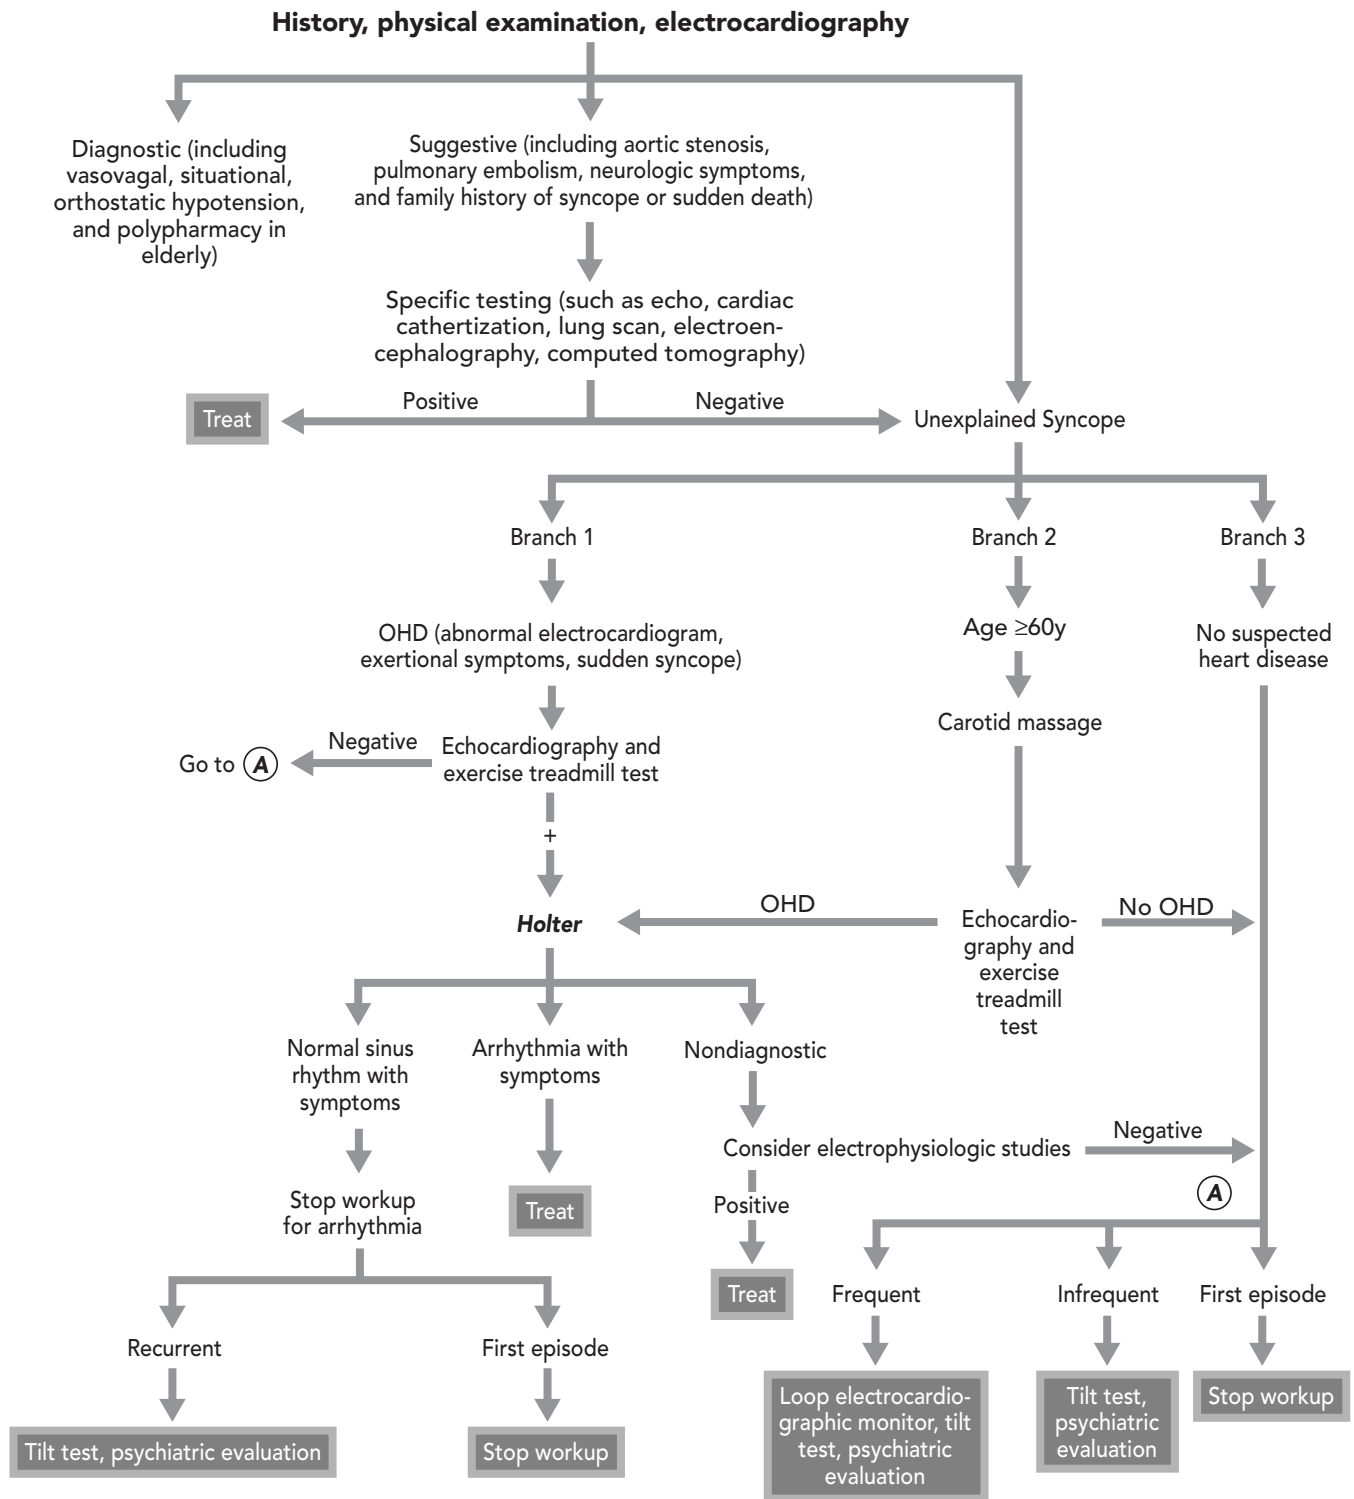 History, physical examination, electrocardiography
Diagnostic (including
vasovagal, situational,
orthostatic hypotension,
and polypharmacy in
elderly)
Suggestive (including aortic stenosis,
pulmonary embolism, neurologic symptoms,
and family history of syncope or sudden death)
Specific testing (such as echo, cardiac
cathertization, lung scan, electroen-
cephalography, computed tomography)
Treat
Positive
Negative
Unexplained Syncope
Branch 1
Branch 2
Branch 3
OHD (abnormal electrocardiogram,
exertional symptoms, sudden syncope)
Age ≥60y
No suspected
heart disease
Carotid massage
Go to A
Negative
Echocardiography and
exercise treadmill test
+
Holter
OHD
Echocardio-
graphy and
exercise
treadmill
test
No OHD
Normal sinus
rhythm with
symptoms
Arrhythmia with
symptoms
Nondiagnostic
Consider electrophysiologic studies
Negative
Stop workup
for arrhythmia
Treat
Positive
A
Treat
Frequent
Infrequent
First episode
Recurrent
First episode
Loop electrocardio-
graphic monitor, tilt
test, psychiatric
evaluation
Tilt test,
psychiatric
evaluation
Stop workup
Tilt test, psychiatric evaluation
Stop workup